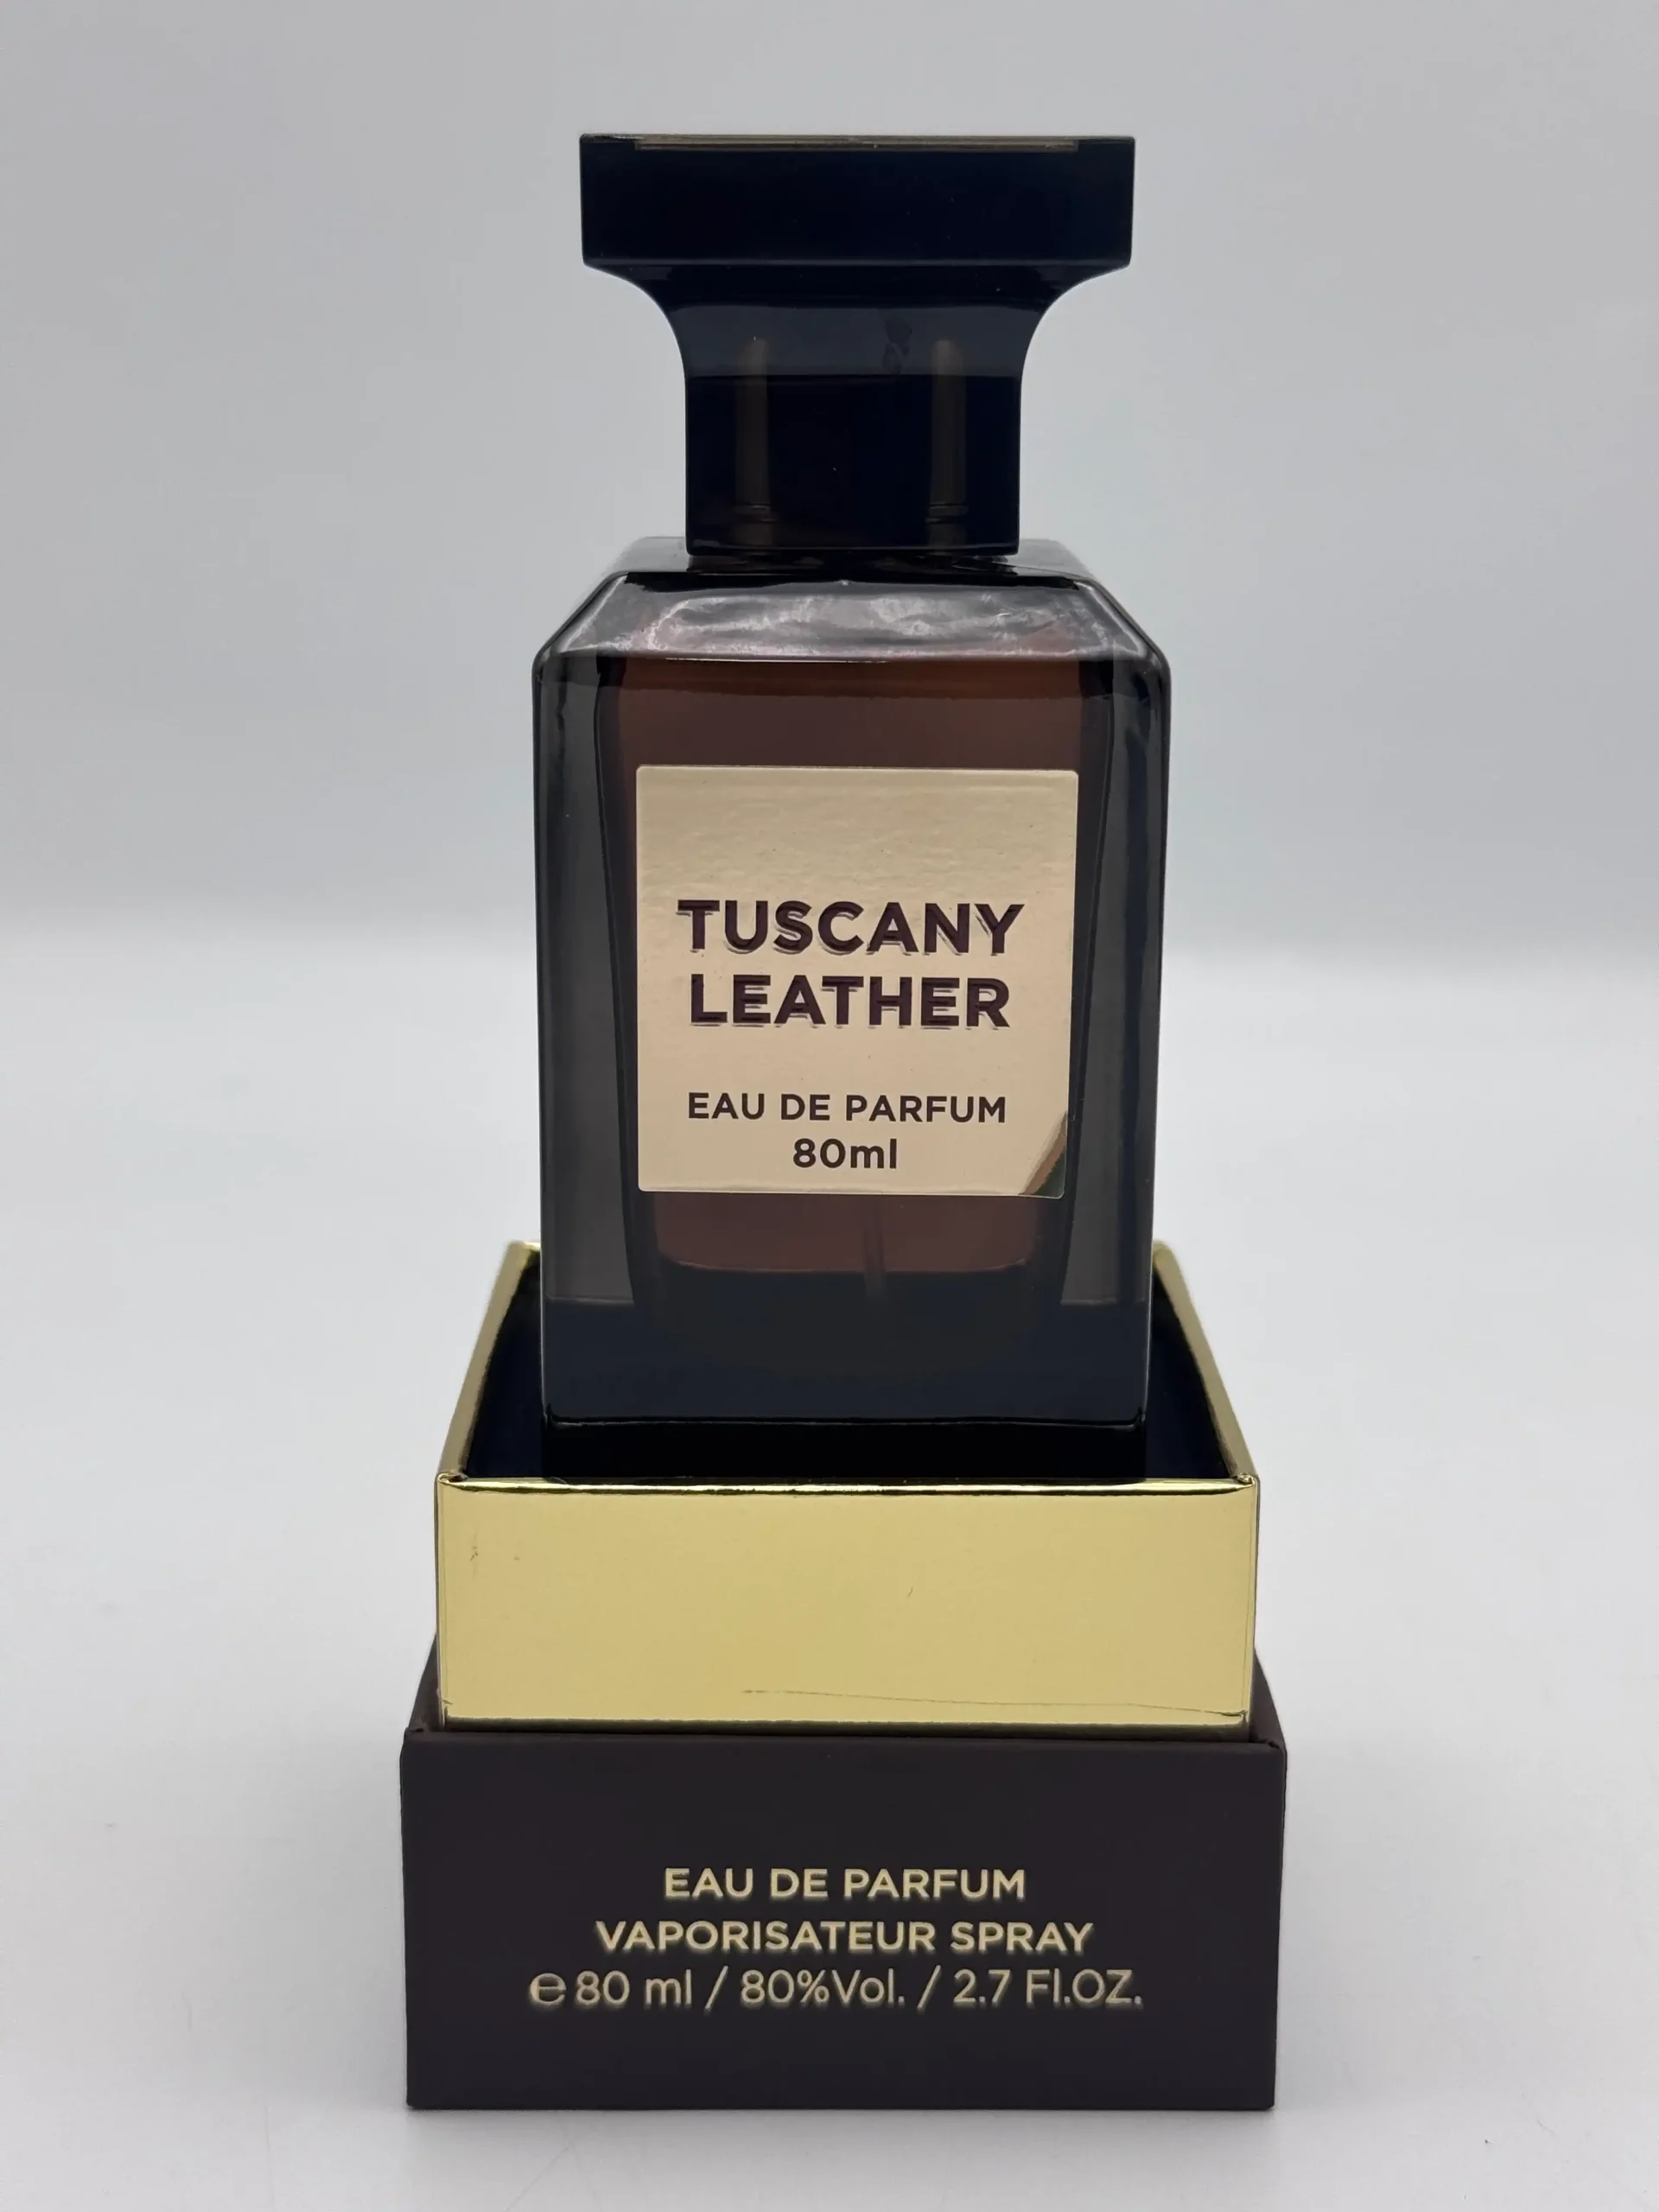 TUSCANY
LEATHER
EAU DE PARFUM
80ml
EAU DE PARFUM
VAPORISATEUR SPRAY
℮ 80 ml / 80%Vol. / 2.7 Fl.OZ.